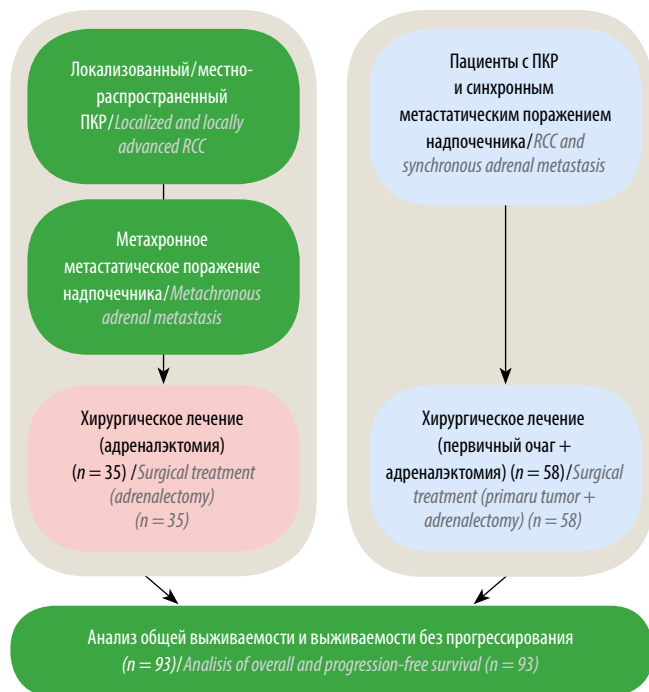 Локализованный/местно-
распространенный
ПКР/Localized and locally
advanced RCC
Метахронное
метастатическое поражение
надпочечника/Metachronous
adrenal metastasis
Хирургическое лечение
(адреналэктомия)
(n = 35) /Surgical treatment
(adrenalectomy)
(n = 35)
Пациенты с ПКР
и синхронным
метастатическим поражением
надпочечника/RCC and
synchronous adrenal metastasis
Хирургическое лечение
(первичный очаг +
адреналэктомия) (n = 58)/Surgical
treatment (primaru tumor +
adrenalectomy) (n = 58)
Анализ общей выживаемости и выживаемости без прогрессирования
(n = 93)/Analisis of overall and progression-free survival (n = 93)